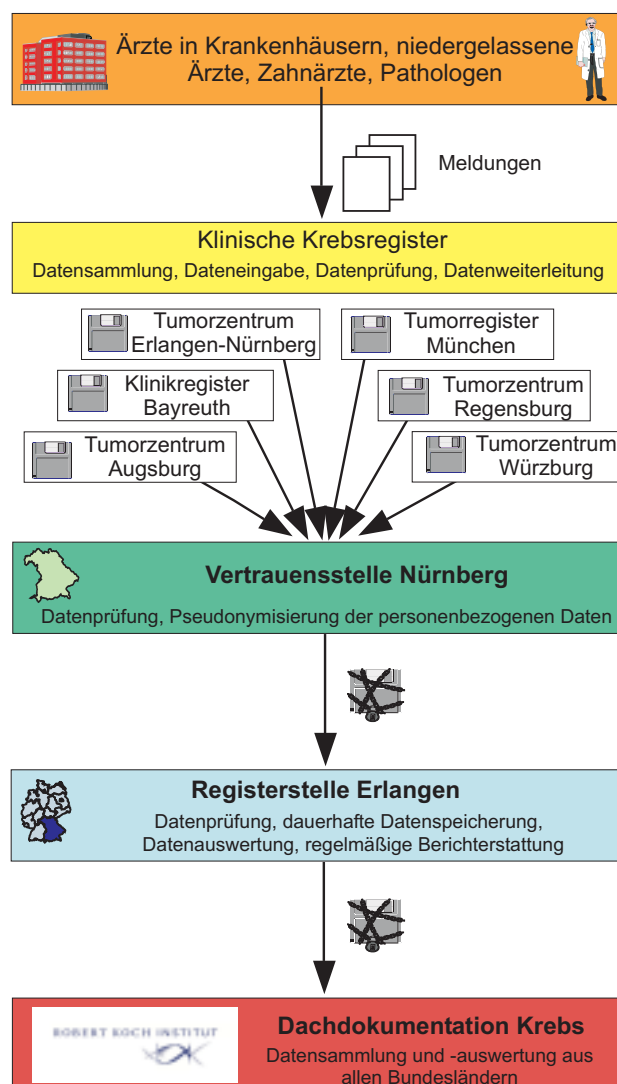 Ärzte in Krankenhäusern, niedergelassene
Ärzte, Zahnärzte, Pathologen
Meldungen
Klinische Krebsregister
Datensammlung, Dateneingabe, Datenprüfung, Datenweiterleitung
Tumorzentrum
Erlangen-Nürnberg
Tumorregister
München
Klinikregister
Bayreuth
Tumorzentrum
Regensburg
Tumorzentrum
Augsburg
Tumorzentrum
Würzburg
Vertrauensstelle Nürnberg
Datenprüfung, Pseudonymisierung der personenbezogenen Daten
Registerstelle Erlangen
Datenprüfung, dauerhafte Datenspeicherung,
Datenauswertung, regelmäßige Berichterstattung
ROBERT KOCH INSTITUT
Dachdokumentation Krebs
Datensammlung und -auswertung aus
allen Bundesländern